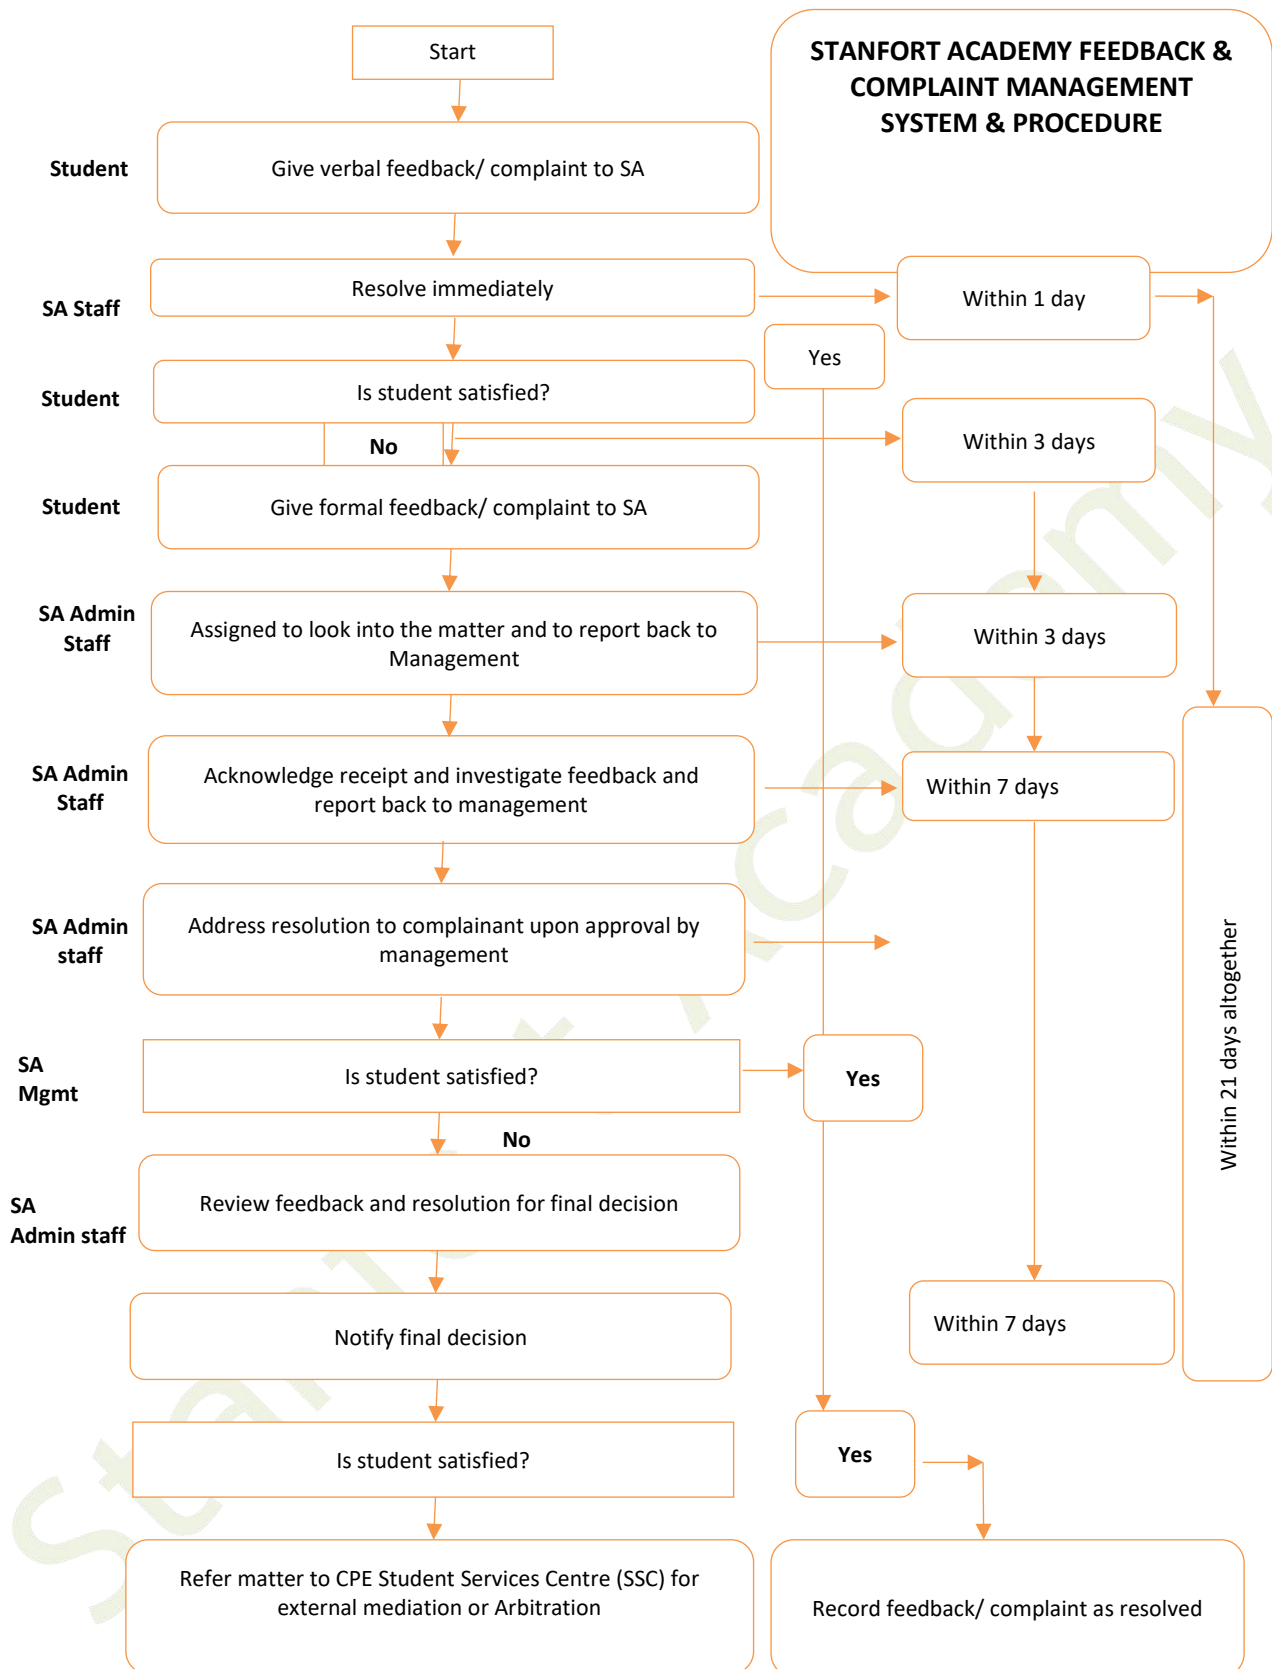 Start
STANFORT ACADEMY FEEDBACK &
COMPLAINT MANAGEMENT
SYSTEM & PROCEDURE
Student
Give verbal feedback/ complaint to SA
SA Staff
Resolve immediately
Within 1 day
Yes
Student
Is student satisfied?
No
Within 3 days
Student
Give formal feedback/ complaint to SA
SA Admin
Staff
Assigned to look into the matter and to report back to
Management
Within 3 days
SA Admin
Staff
Acknowledge receipt and investigate feedback and
report back to management
Within 7 days
SA Admin
staff
Address resolution to complainant upon approval by
management
Within 21 days altogether
SA
Mgmt
Is student satisfied?
Yes
No
SA
Admin staff
Review feedback and resolution for final decision
Notify final decision
Within 7 days
Is student satisfied?
Yes
Refer matter to CPE Student Services Centre (SSC) for
external mediation or Arbitration
Record feedback/ complaint as resolved
Stanfort Academy